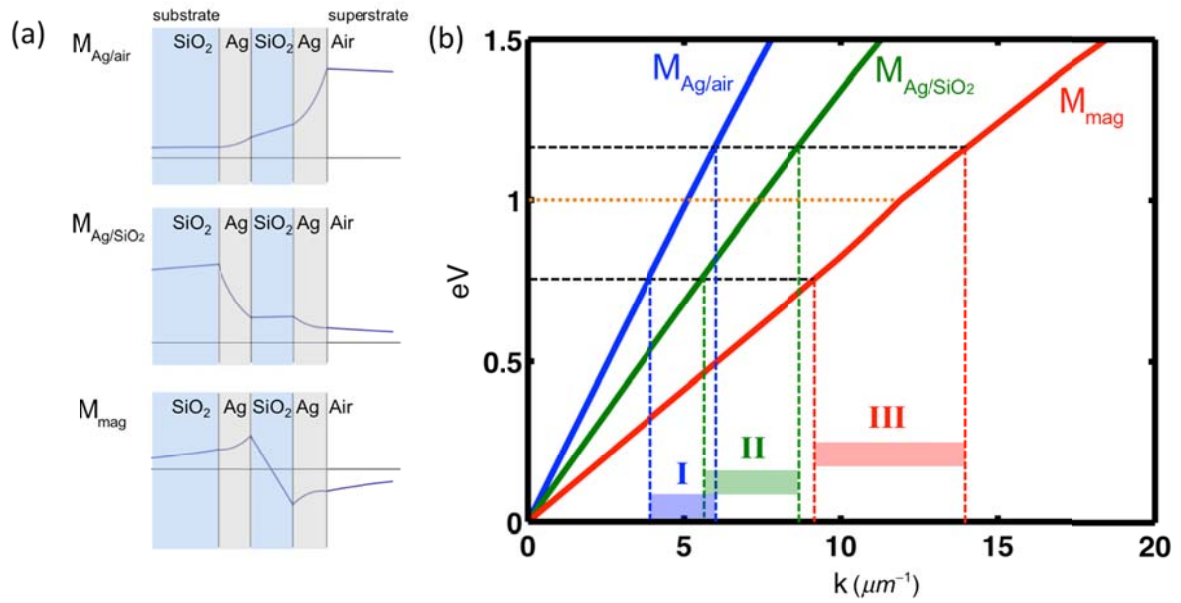 (a)
substrate
superstrate
M_Ag/air
SiO₂ Ag SiO₂ Ag Air
M_Ag/SiO₂
SiO₂ Ag SiO₂ Ag Air
M_mag
SiO₂ Ag SiO₂ Ag Air
(b)
1.5
M_Ag/air
M_Ag/SiO₂
M_mag
1
eV
0.5
III
II
I
0
0 5 10 15 20
k (μm⁻¹)